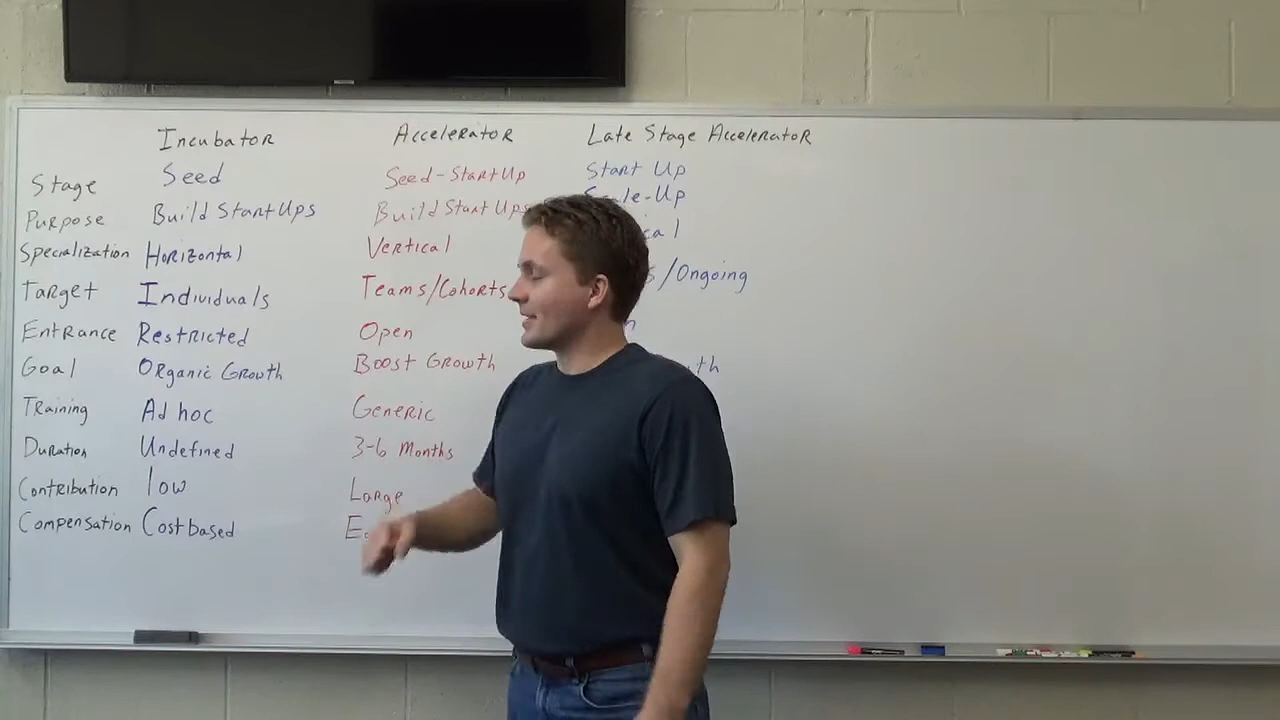 Incubator Accelerator Late Stage Accelerator
Stage Seed Seed-StartUp Start Up
Purpose Build StartUps Build StartUps
Specialization Horizontal Vertical
Target Individuals Teams/Cohorts /Ongoing
Entrance Restricted Open
Goal Organic Growth Boost Growth
Training Ad hoc Generic
Duration Undefined 3-6 Months
Contribution low Large
Compensation Cost based